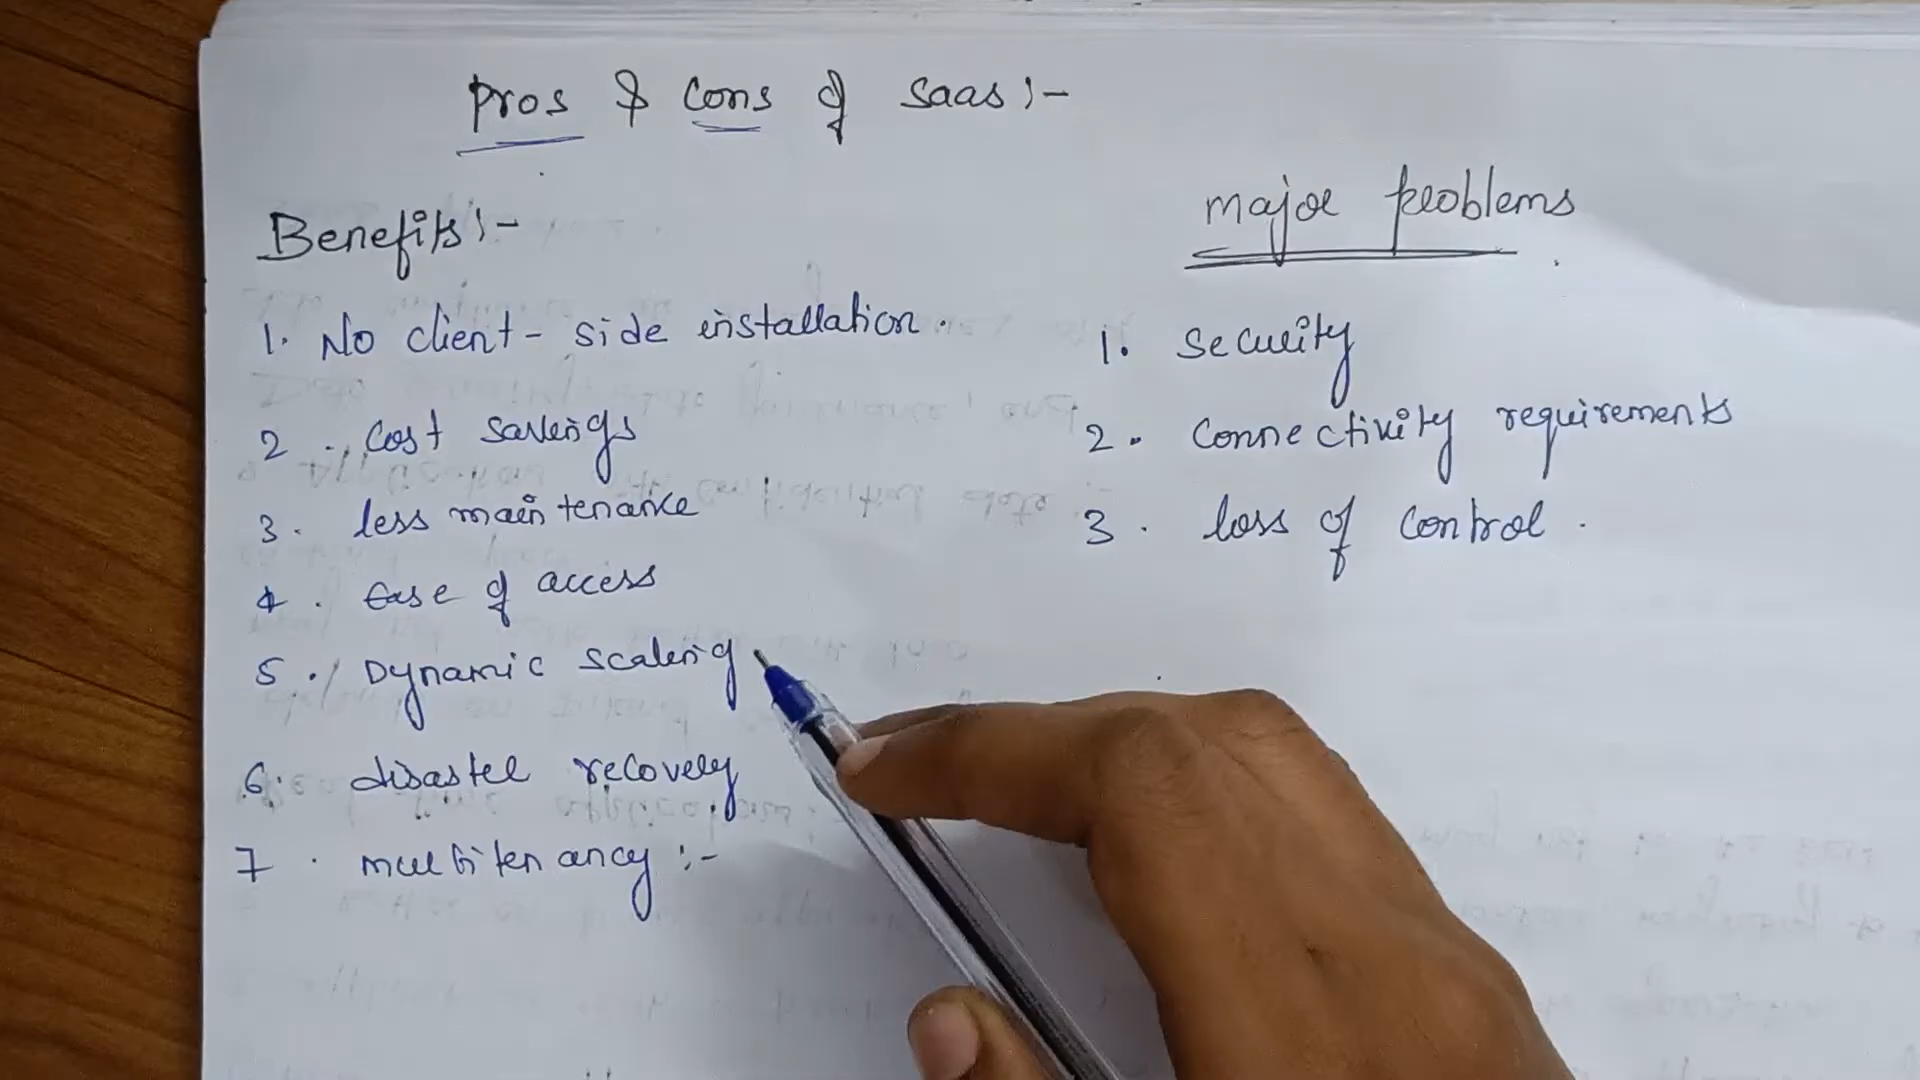 Pros & Cons of Saas :-
Benefits :-
1. No client-side installation.
2. Cost savings
3. less maintenance
4. Ease of access
5. Dynamic scaling
6. disaster recovery
7. multitenancy :-
major problems
1. Security
2. Connectivity requirements
3. loss of control.